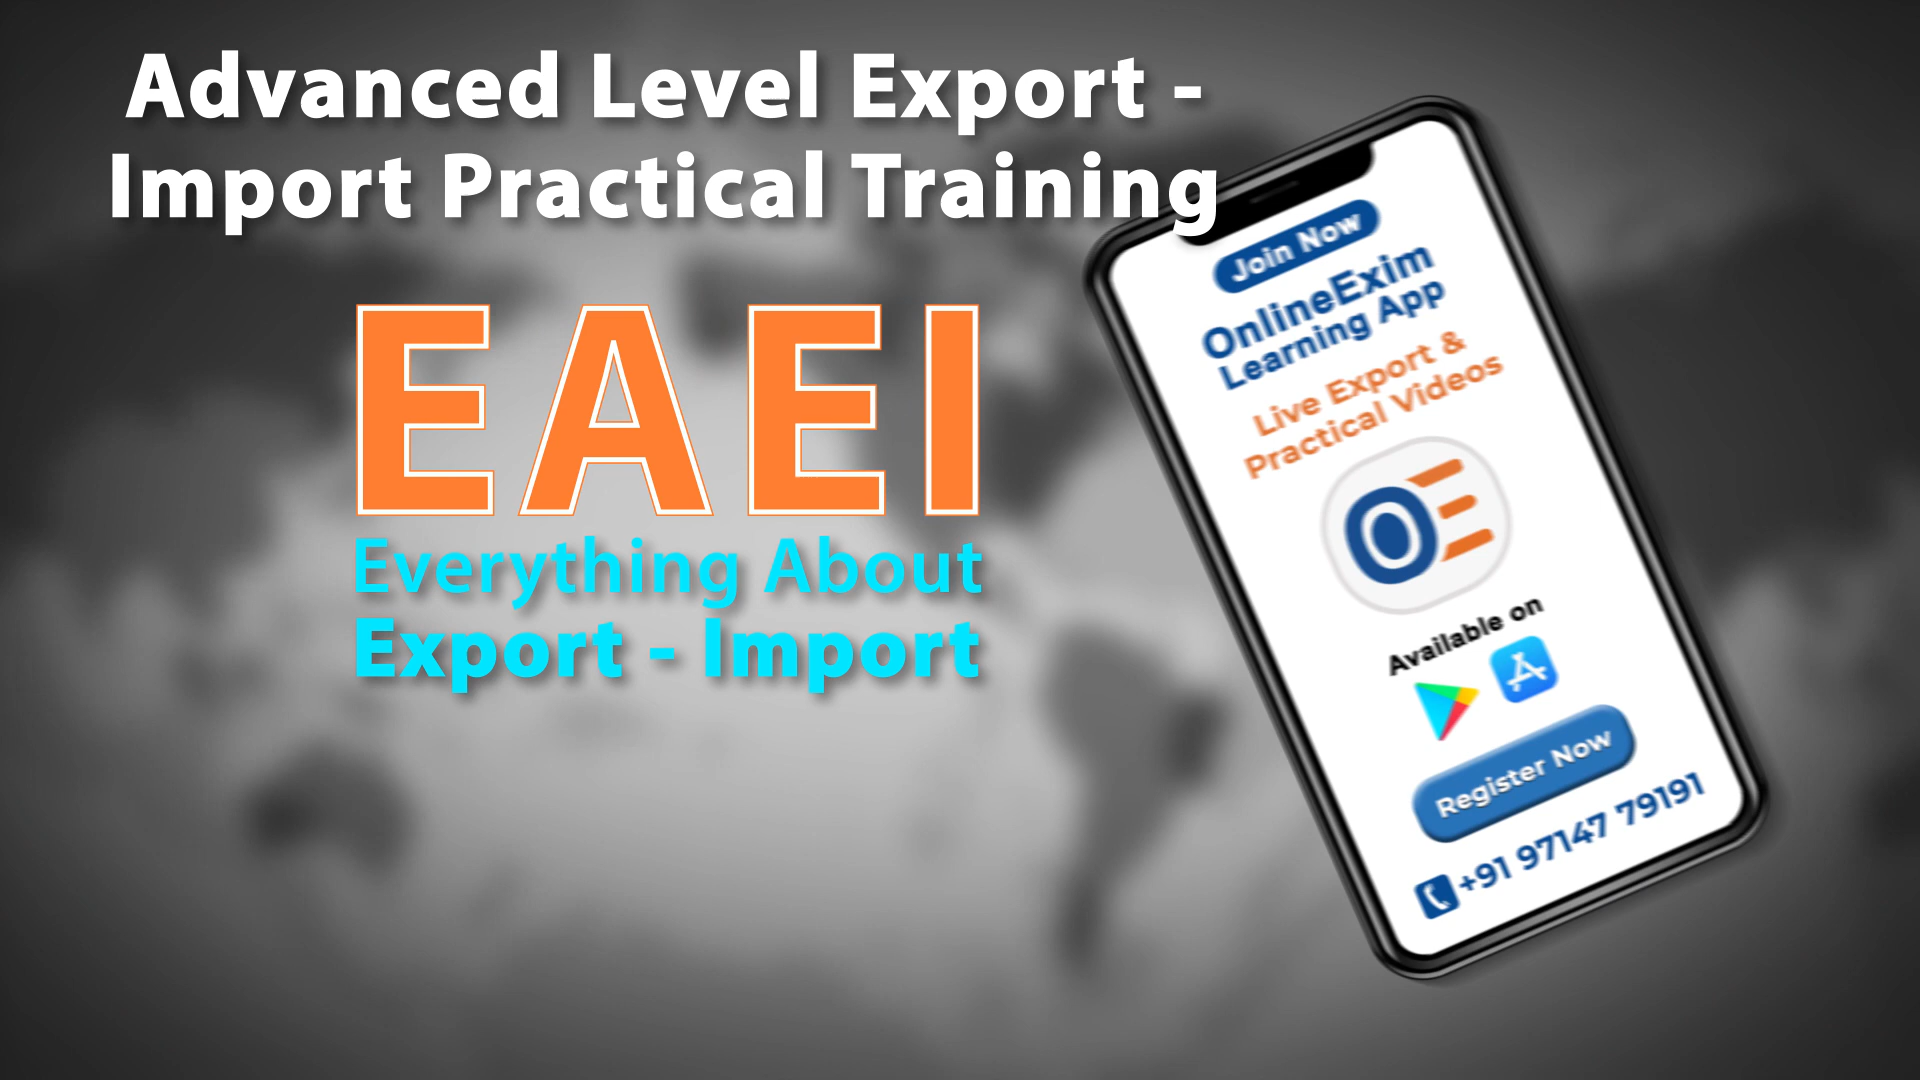 Advanced Level Export -
Import Practical Training
EAEI
Everything About
Export - Import
Join Now
OnlineExim
Learning App
Live Export &
Practical Videos
OE
Available on
Register Now
+91 97147 79191